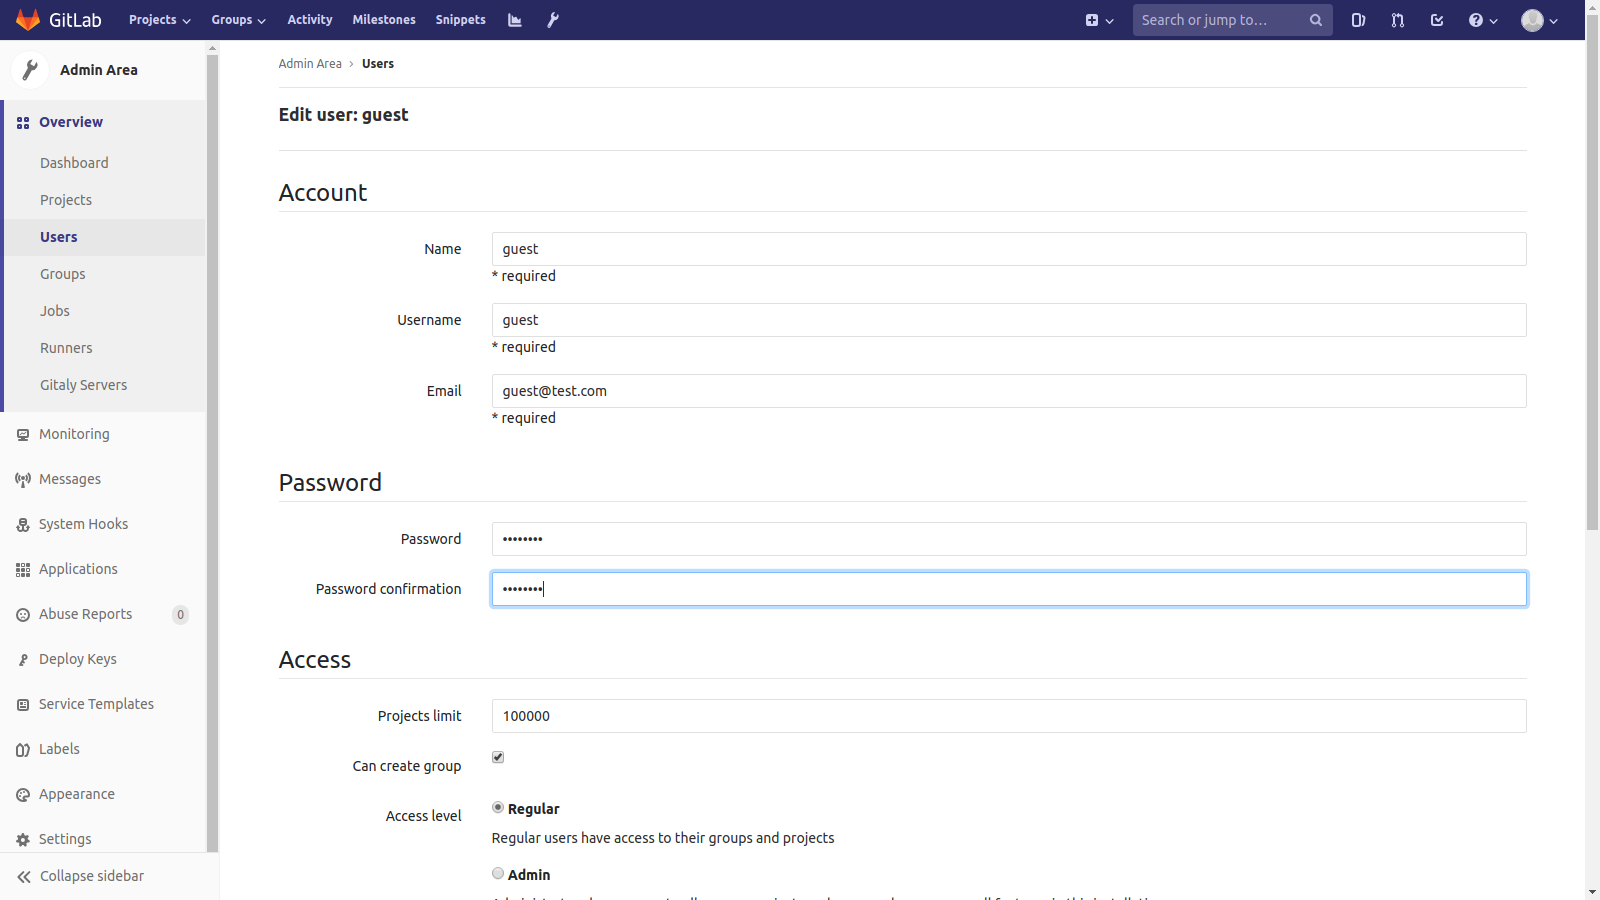 GitLab Projects Groups Activity Milestones Snippets Search or jump to...
Admin Area
Overview
Dashboard
Projects
Users
Groups
Jobs
Runners
Gitaly Servers
Monitoring
Messages
System Hooks
Applications
Abuse Reports 0
Deploy Keys
Service Templates
Labels
Appearance
Settings
Collapse sidebar
Admin Area › Users
Edit user: guest
Account
Name guest
* required
Username guest
* required
Email guest@test.com
* required
Password
Password ••••••••
Password confirmation ••••••••
Access
Projects limit 100000
Can create group
Access level Regular
Regular users have access to their groups and projects
Admin